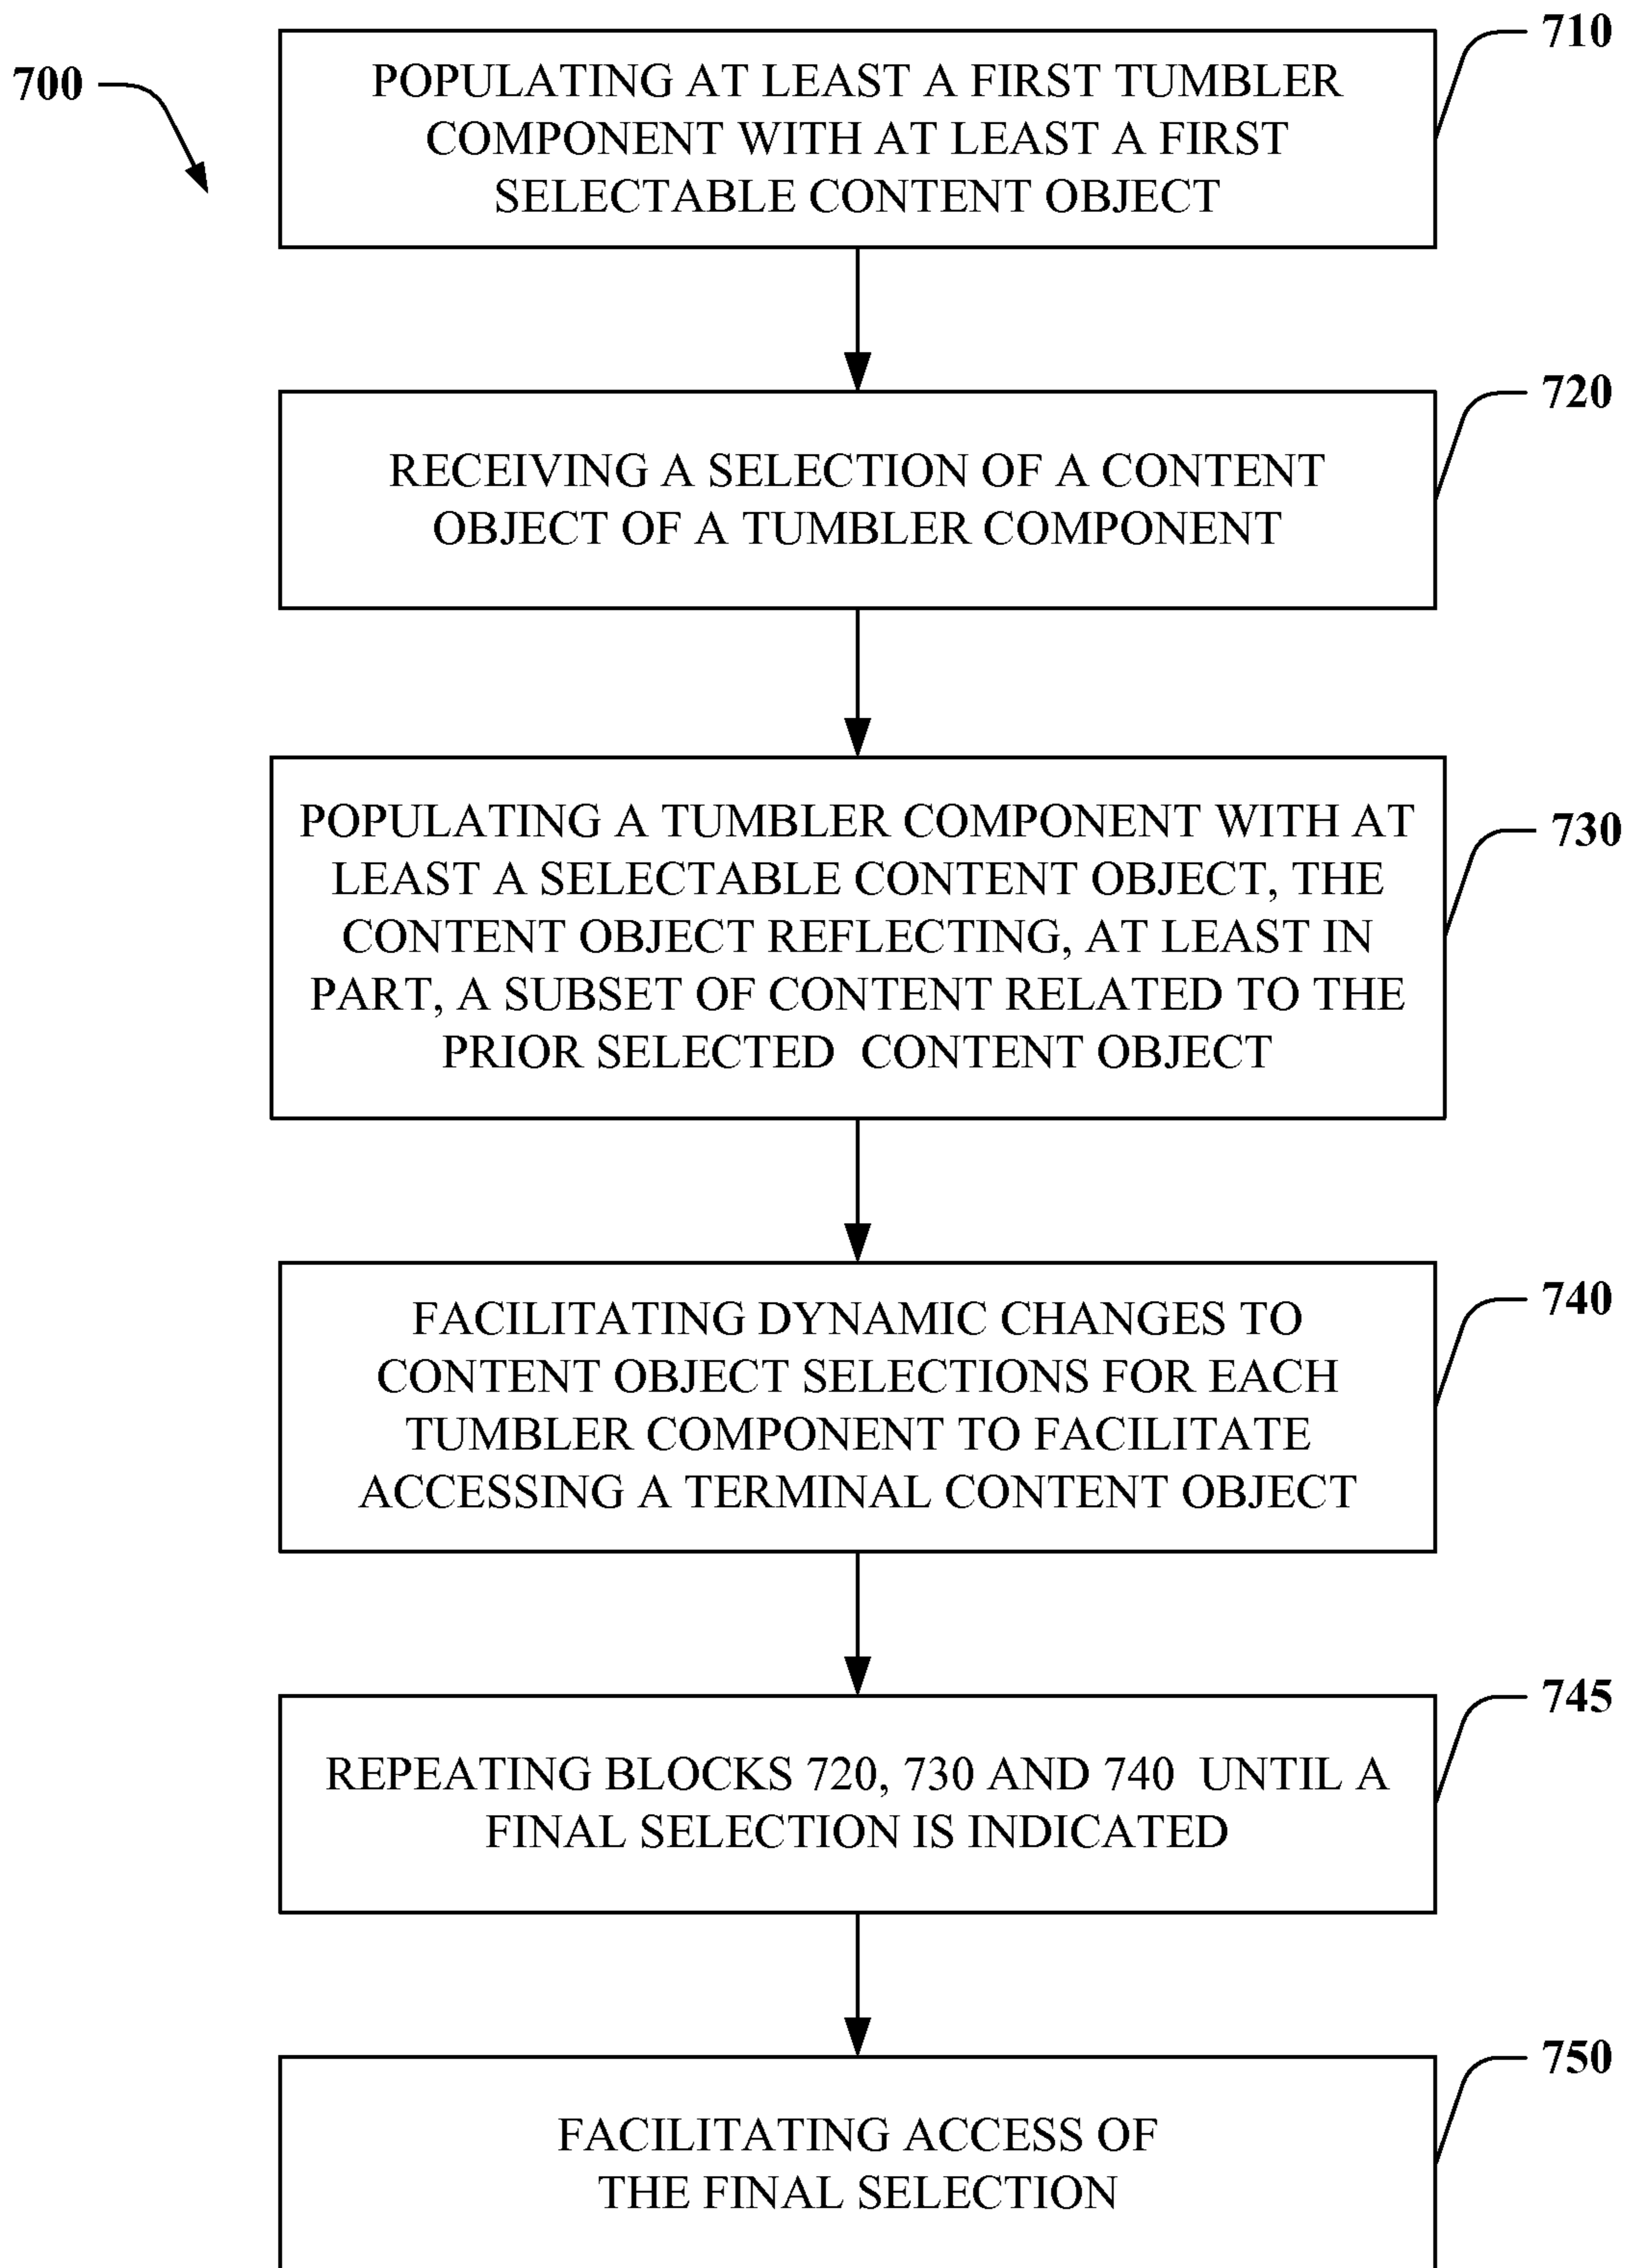 700
710
POPULATING AT LEAST A FIRST TUMBLER
COMPONENT WITH AT LEAST A FIRST
SELECTABLE CONTENT OBJECT
720
RECEIVING A SELECTION OF A CONTENT
OBJECT OF A TUMBLER COMPONENT
730
POPULATING A TUMBLER COMPONENT WITH AT
LEAST A SELECTABLE CONTENT OBJECT, THE
CONTENT OBJECT REFLECTING, AT LEAST IN
PART, A SUBSET OF CONTENT RELATED TO THE
PRIOR SELECTED CONTENT OBJECT
740
FACILITATING DYNAMIC CHANGES TO
CONTENT OBJECT SELECTIONS FOR EACH
TUMBLER COMPONENT TO FACILITATE
ACCESSING A TERMINAL CONTENT OBJECT
745
REPEATING BLOCKS 720, 730 AND 740 UNTIL A
FINAL SELECTION IS INDICATED
750
FACILITATING ACCESS OF
THE FINAL SELECTION